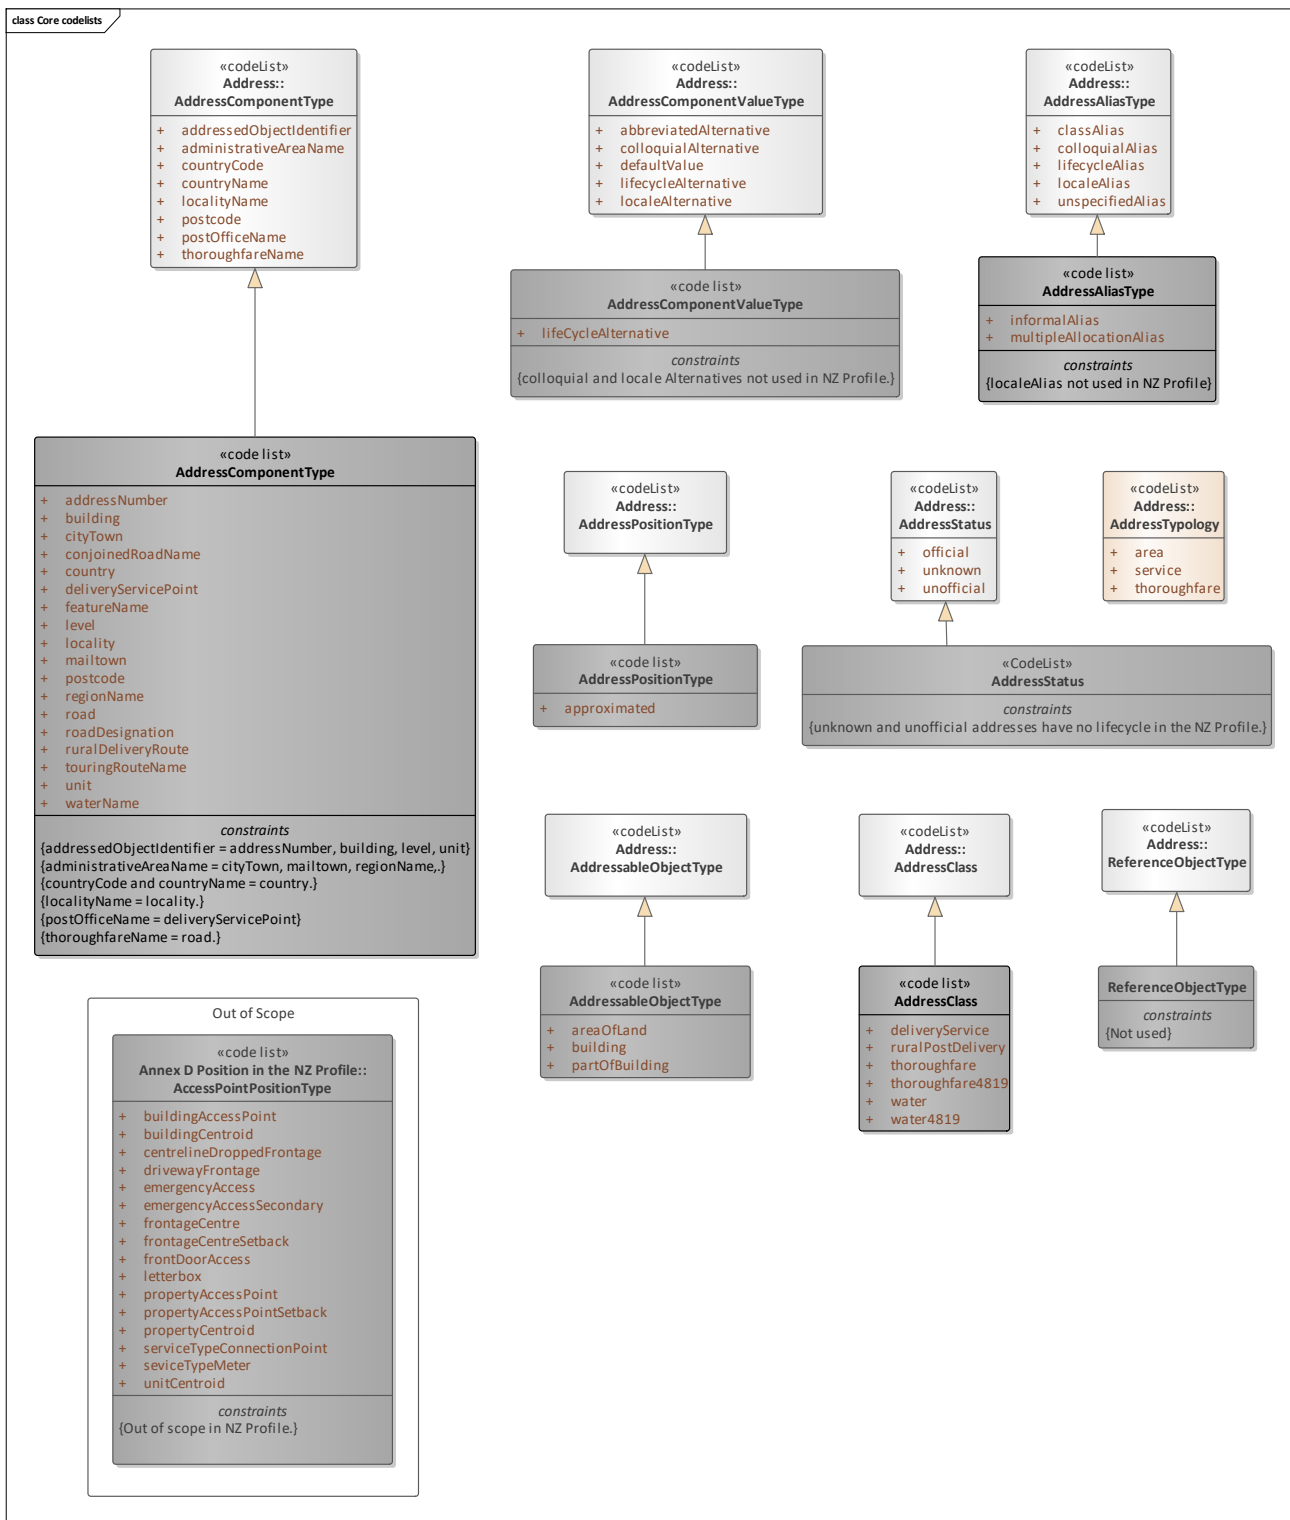 class Core codelists
«codeList»
Address::
AddressComponentType
+ addressedObjectIdentifier
+ administrativeAreaName
+ countryCode
+ countryName
+ localityName
+ postcode
+ postOfficeName
+ thoroughfareName
«codeList»
Address::
AddressComponentValueType
+ abbreviatedAlternative
+ colloquialAlternative
+ defaultValue
+ lifecycleAlternative
+ localeAlternative
«codeList»
Address::
AddressAliasType
+ classAlias
+ colloquialAlias
+ lifecycleAlias
+ localeAlias
+ unspecifiedAlias
«code list»
AddressComponentValueType
+ lifeCycleAlternative
constraints
{colloquial and locale Alternatives not used in NZ Profile.}
«code list»
AddressAliasType
+ informalAlias
+ multipleAllocationAlias
constraints
{localeAlias not used in NZ Profile}
«code list»
AddressComponentType
+ addressNumber
+ building
+ cityTown
+ conjoinedRoadName
+ country
+ deliveryServicePoint
+ featureName
+ level
+ locality
+ mailtown
+ postcode
+ regionName
+ road
+ roadDesignation
+ ruralDeliveryRoute
+ touringRouteName
+ unit
+ waterName
constraints
{addressedObjectIdentifier = addressNumber, building, level, unit}
{administrativeAreaName = cityTown, mailtown, regionName,.}
{countryCode and countryName = country.}
{localityName = locality.}
{postOfficeName = deliveryServicePoint}
{thoroughfareName = road.}
«codeList»
Address::
AddressPositionType
«codeList»
Address::
AddressStatus
+ official
+ unknown
+ unofficial
«codeList»
Address::
AddressTypology
+ area
+ service
+ thoroughfare
«code list»
AddressPositionType
+ approximated
«CodeList»
AddressStatus
constraints
{unknown and unofficial addresses have no lifecycle in the NZ Profile.}
«codeList»
Address::
AddressableObjectType
«codeList»
Address::
AddressClass
«codeList»
Address::
ReferenceObjectType
«code list»
AddressableObjectType
+ areaOfLand
+ building
+ partOfBuilding
«code list»
AddressClass
+ deliveryService
+ ruralPostDelivery
+ thoroughfare
+ thoroughfare4819
+ water
+ water4819
ReferenceObjectType
constraints
{Not used}
Out of Scope
«code list»
Annex D Position in the NZ Profile::
AccessPointPositionType
+ buildingAccessPoint
+ buildingCentroid
+ centrelineDroppedFrontage
+ drivewayFrontage
+ emergencyAccess
+ emergencyAccessSecondary
+ frontageCentre
+ frontageCentreSetback
+ frontDoorAccess
+ letterbox
+ propertyAccessPoint
+ propertyAccessPointSetback
+ propertyCentroid
+ serviceTypeConnectionPoint
+ seviceTypeMeter
+ unitCentroid
constraints
{Out of scope in NZ Profile.}